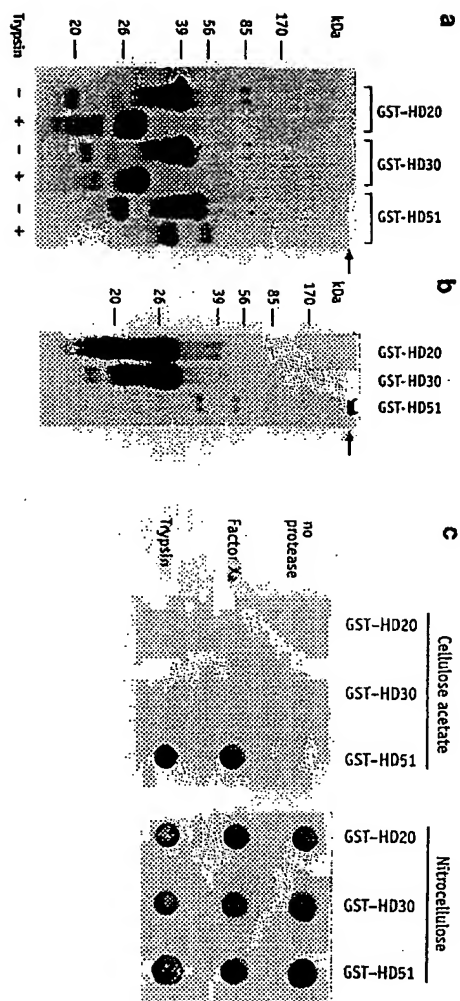 a
GST-HD20
GST-HD30
GST-HD51
kDa
170
85
56
39
26
20
Trypsin
– + – + – +
b
GST-HD20
GST-HD30
GST-HD51
kDa
170
85
56
39
26
20
c
Cellulose acetate
Nitrocellulose
GST-HD20
GST-HD30
GST-HD51
GST-HD20
GST-HD30
GST-HD51
no
protease
Factor Xa
Trypsin